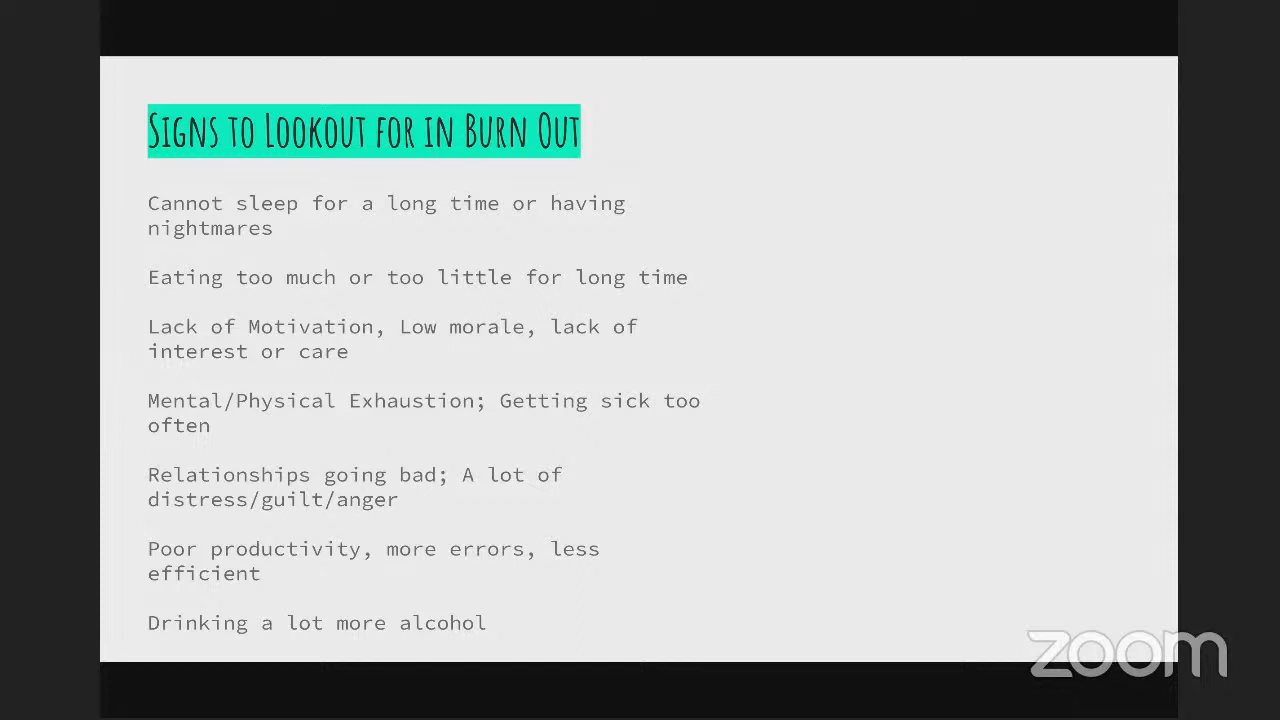 Signs to Lookout for in Burn Out
Cannot sleep for a long time or having
nightmares
Eating too much or too little for long time
Lack of Motivation, Low morale, lack of
interest or care
Mental/Physical Exhaustion; Getting sick too
often
Relationships going bad; A lot of
distress/guilt/anger
Poor productivity, more errors, less
efficient
Drinking a lot more alcohol
zoom